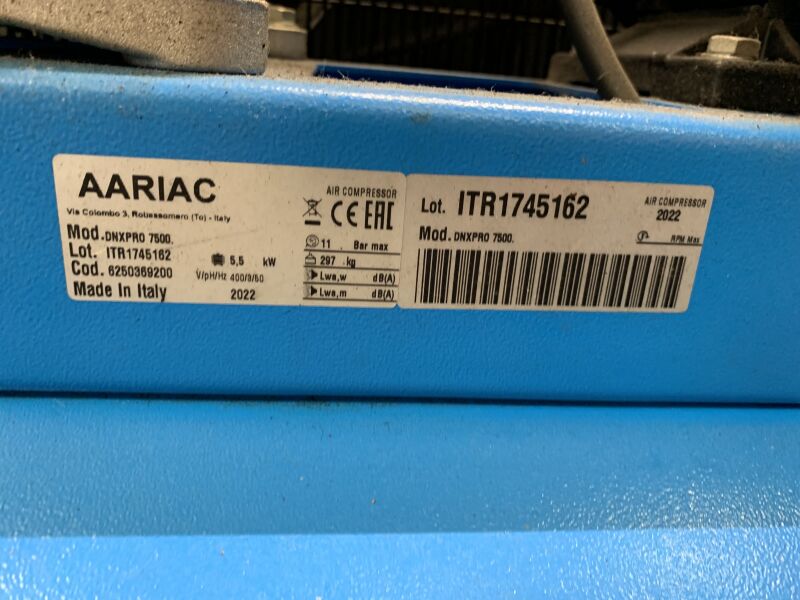 AARIAC
Via Colombo 3, Robassomero (To) - Italy
Mod.DNXPRO 7500.
Lot. ITR1745162
Cod. 6250369200
Made In Italy
5,5 kW
V/pH/Hz 400/3/50
2022
AIR COMPRESSOR
CE EAC
11 Bar max
297 kg
Lwa,w dB(A)
Lwa,m dB(A)
Lot. ITR1745162
AIR COMPRESSOR
2022
Mod.DNXPRO 7500.
RPM Max